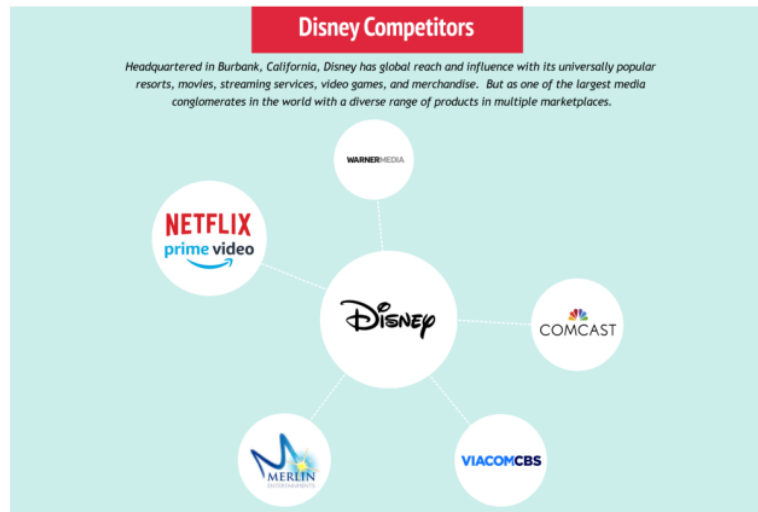 Disney Competitors
Headquartered in Burbank, California, Disney has global reach and influence with its universally popular
resorts, movies, streaming services, video games, and merchandise. But as one of the largest media
conglomerates in the world with a diverse range of products in multiple marketplaces.
WARNERMEDIA
NETFLIX
prime video
Disney
COMCAST
MERLIN
ENTERTAINMENTS
VIACOMCBS